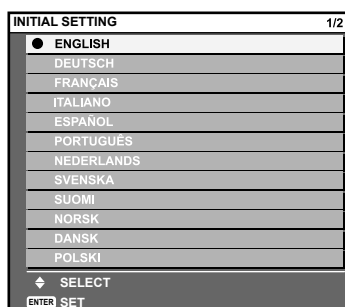 INITIAL SETTING 1/2
ENGLISH
DEUTSCH
FRANÇAIS
ITALIANO
ESPAÑOL
PORTUGUÊS
NEDERLANDS
SVENSKA
SUOMI
NORSK
DANSK
POLSKI
SELECT
ENTER SET